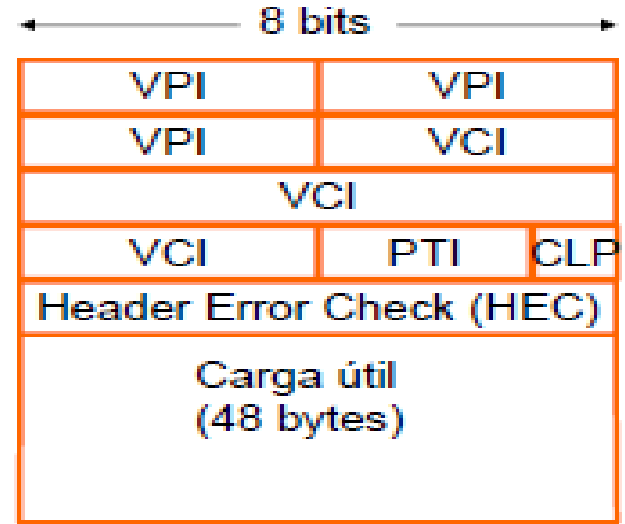 8 bits
VPI VPI
VPI VCI
VCI
VCI PTI CLP
Header Error Check (HEC)
Carga útil
(48 bytes)